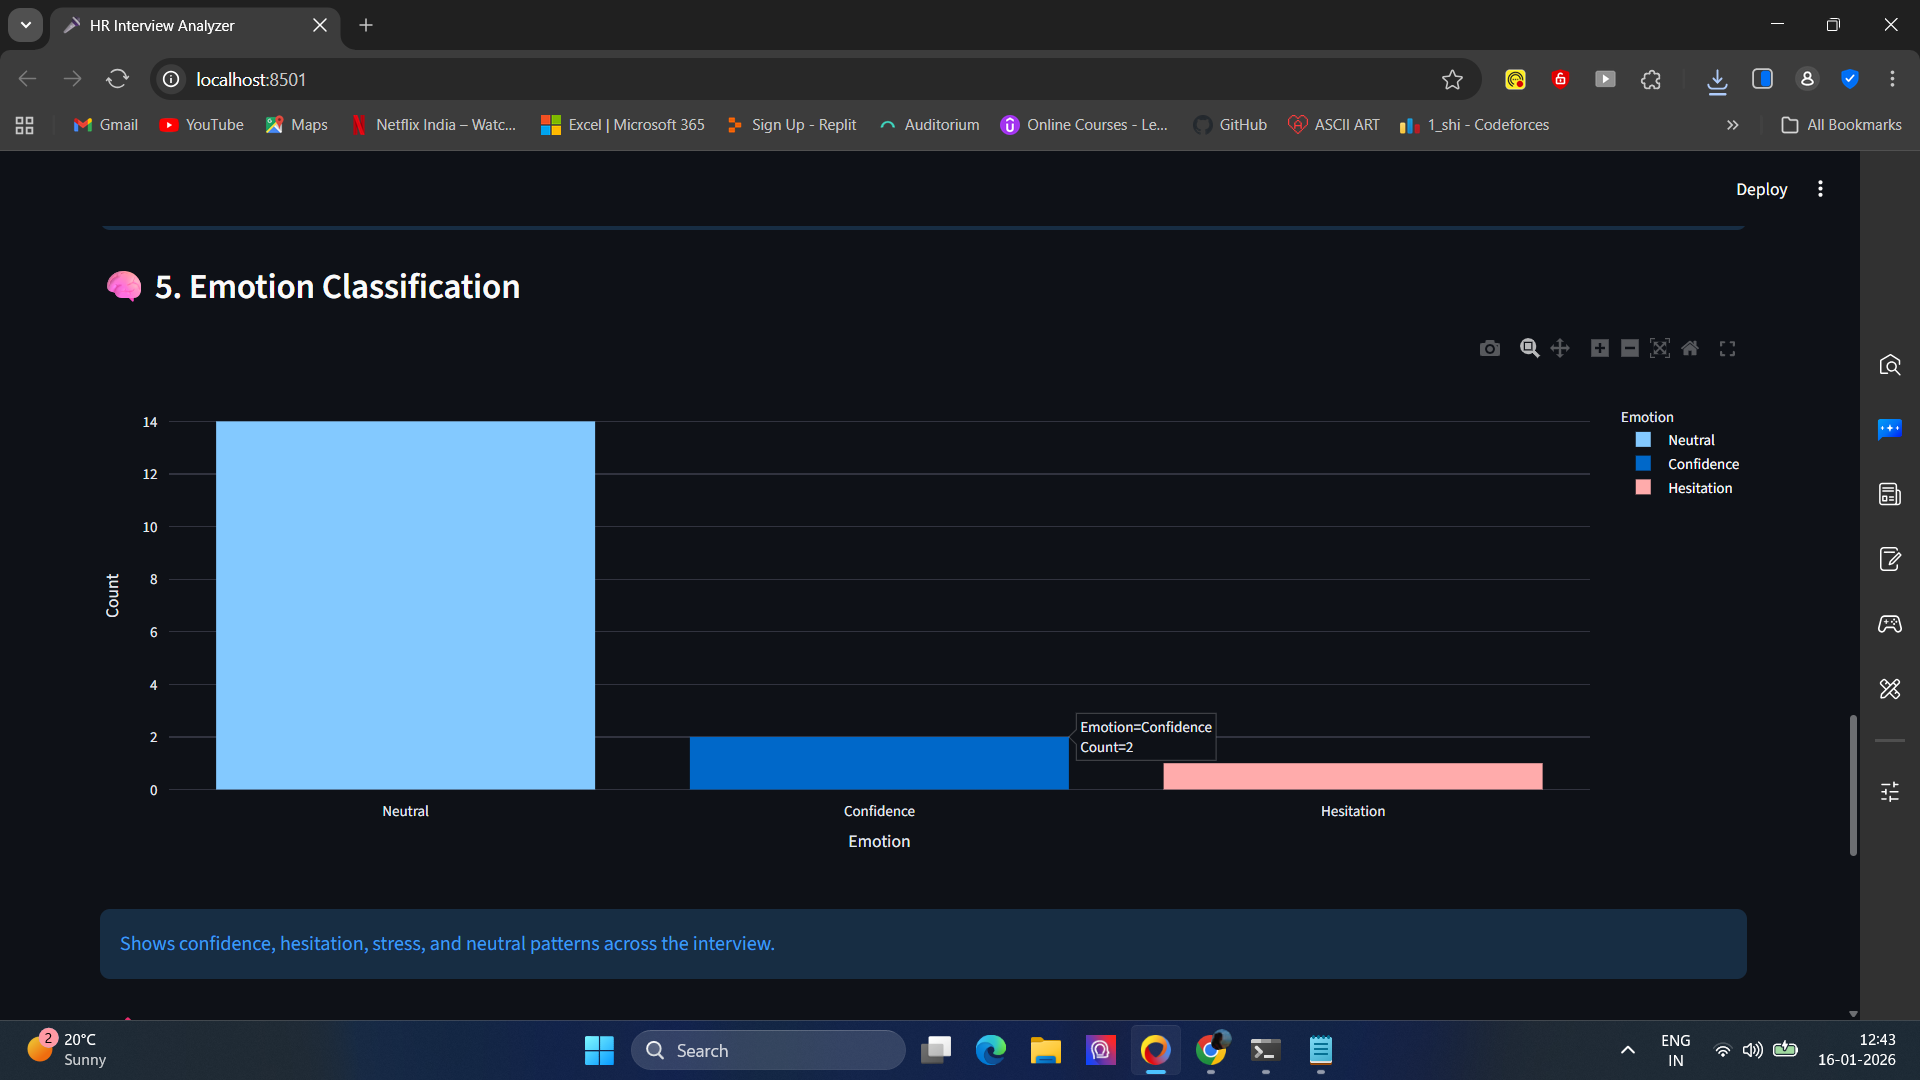 HR Interview Analyzer
localhost:8501
Gmail
YouTube
Maps
Netflix India – Watc...
Excel | Microsoft 365
Sign Up - Replit
Auditorium
Online Courses - Le...
GitHub
ASCII ART
1_shi - Codeforces
»
All Bookmarks
Deploy
5. Emotion Classification
Emotion
Neutral
Confidence
Hesitation
14
12
10
8
6
4
2
0
Count
Emotion=Confidence
Count=2
Neutral
Confidence
Hesitation
Emotion
Shows confidence, hesitation, stress, and neutral patterns across the interview.
2
20°C
Sunny
Search
ENG
IN
12:43
16-01-2026